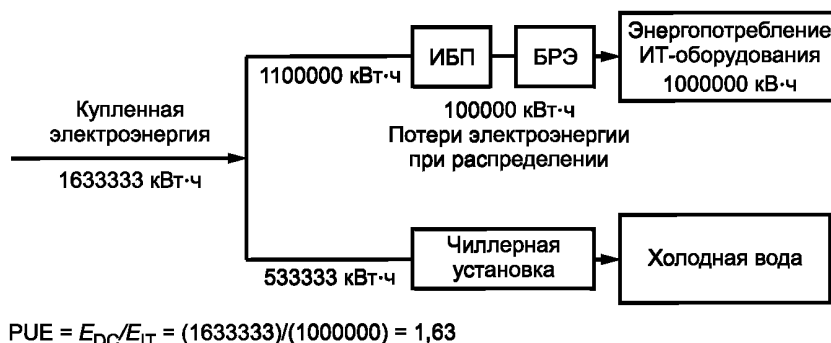 ИБП
БРЭ
Энергопотребление
ИТ-оборудования
1000000 кВ·ч
1100000 кВт·ч
100000 кВт·ч
Потери электроэнергии
при распределении
Купленная
электроэнергия
1633333 кВт·ч
533333 кВт·ч
Чиллерная
установка
Холодная вода
PUE = E_DC/E_IT = (1633333)/(1000000) = 1,63